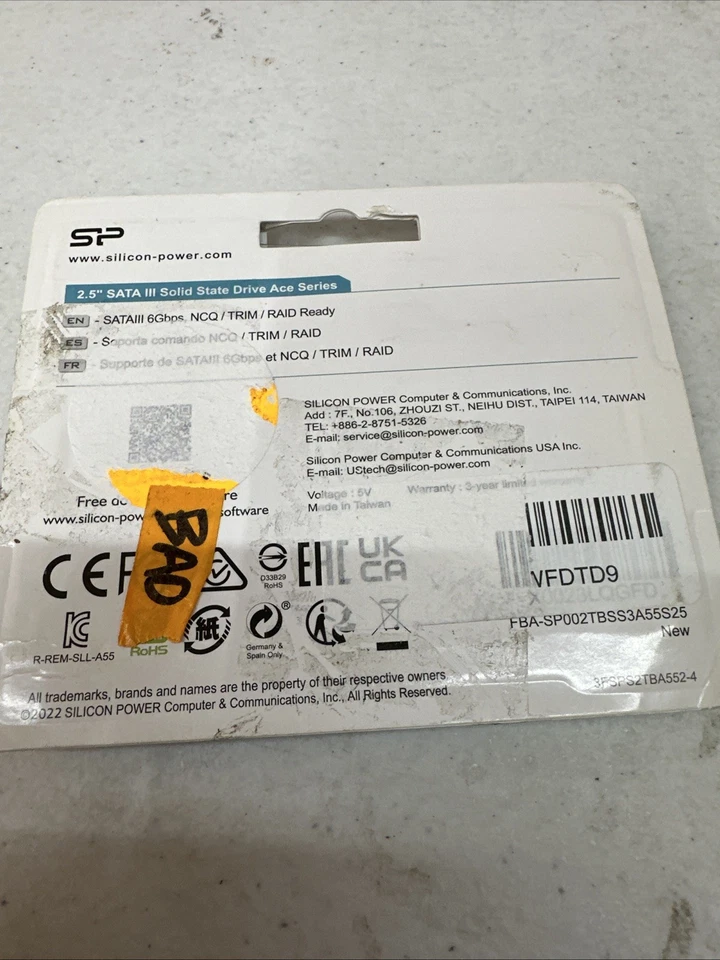 SP
www.silicon-power.com
2.5" SATA III Solid State Drive Ace Series
EN - SATAIII 6Gbps, NCQ / TRIM / RAID Ready
ES - Soporta comando NCQ / TRIM / RAID
FR - Supporte de SATAIII 6Gbps et NCQ / TRIM / RAID
SILICON POWER Computer & Communications, Inc.
Add : 7F., No.106, ZHOUZI ST., NEIHU DIST., TAIPEI 114, TAIWAN
TEL: +886-2-8751-5326
E-mail: service@silicon-power.com
Silicon Power Computer & Communications USA Inc.
E-mail: UStech@silicon-power.com
Free
www.silicon-pow
software
Voltage : 5V
Warranty : 3-year
Made in Taiwan
BAD
CE
D33B29
RoHS
EAC
UK
CA
VFDTD9
FBA-SP002TBSS3A55S25
New
R-REM-SLL-A55
RoHS
紙
Germany &
Spain Only
3FSPS2TBA552-4
All trademarks, brands and names are the property of their respective owners
©2022 SILICON POWER Computer & Communications, Inc., All Rights Reserved.